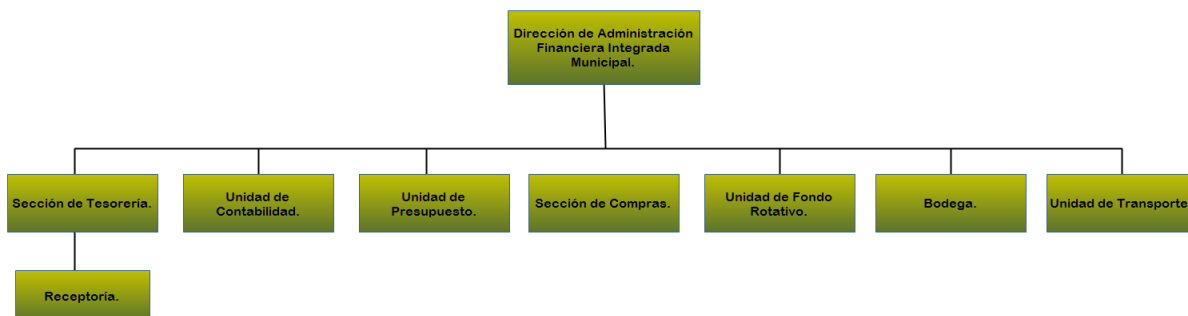 Dirección de Administración
Financiera Integrada
Municipal.
Sección de Tesorería.
Unidad de
Contabilidad.
Unidad de
Presupuesto.
Sección de Compras.
Unidad de Fondo
Rotativo.
Bodega.
Unidad de Transporte
Receptoría.